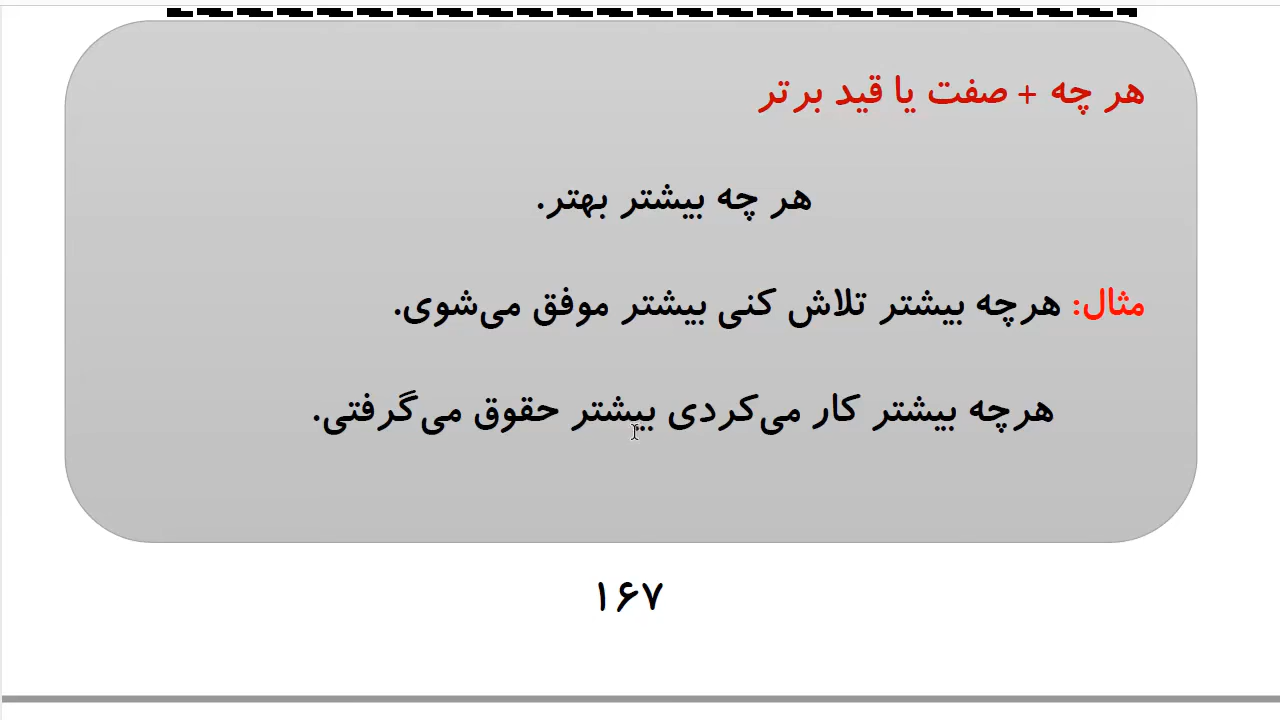 هر چه + صفت یا قید برتر
هر چه بیشتر بهتر.
مثال: هرچه بیشتر تلاش کنی بیشتر موفق می‌شوی.
هرچه بیشتر کار می‌کردی بیشتر حقوق می‌گرفتی.
۱۶۷